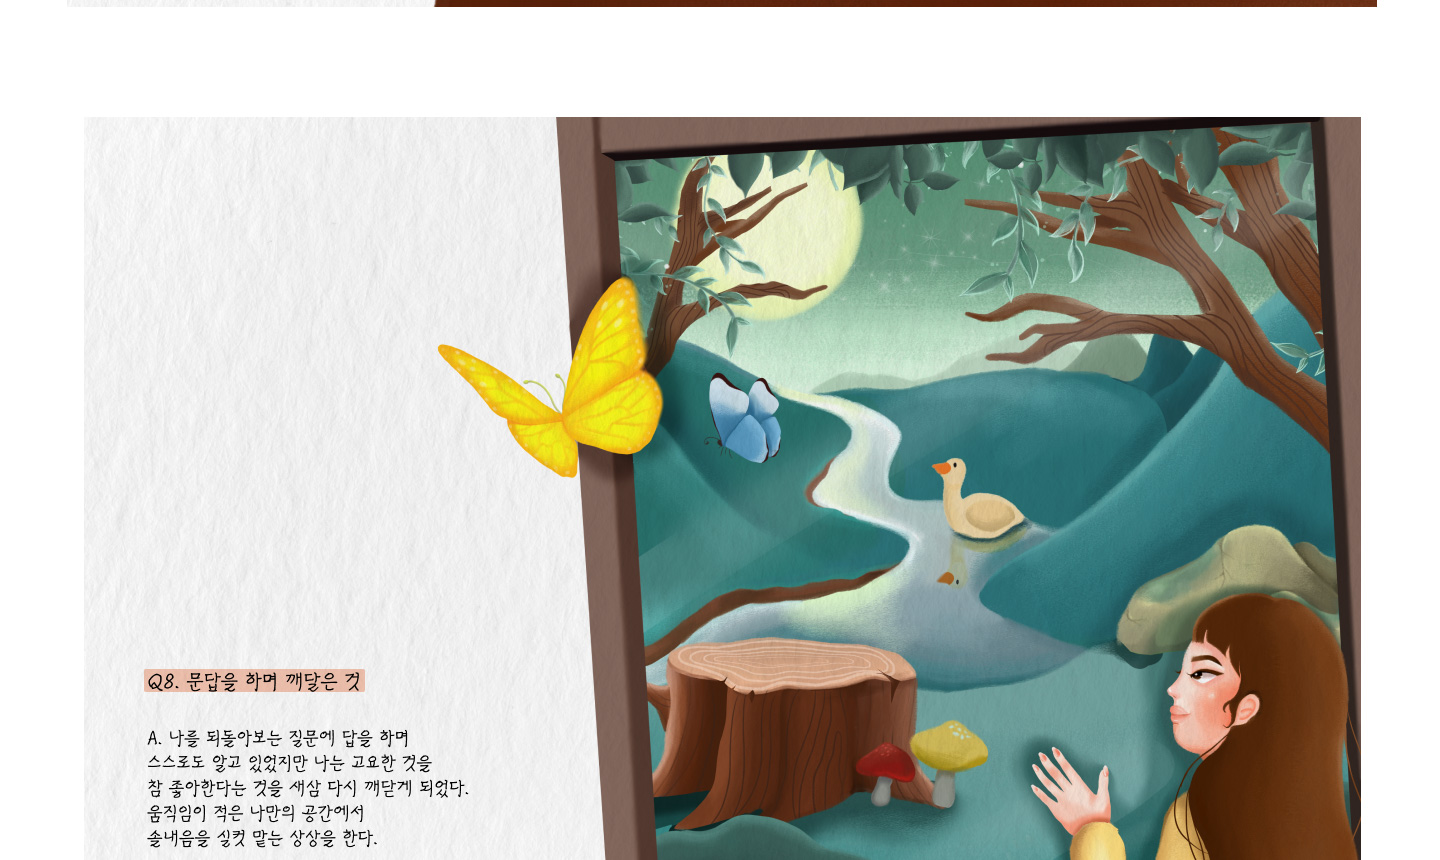 Q8. 문답을 하며 깨달은 것
A. 나를 되돌아보는 질문에 답을 하며
스스로도 알고 있었지만 나는 고요한 것을
참 좋아한다는 것을 새삼 다시 깨닫게 되었다.
움직임이 적은 나만의 공간에서
솔내음을 실컷 맡는 상상을 한다.